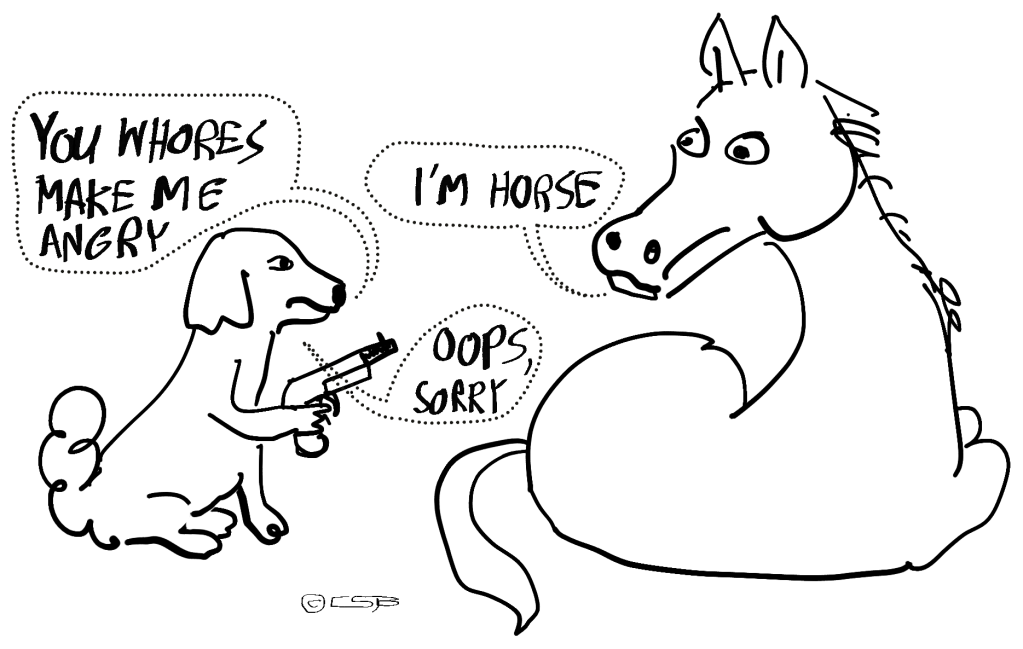 YOU WHORES
MAKE ME
ANGRY
I'M HORSE
OOPS,
SORRY
© CSB